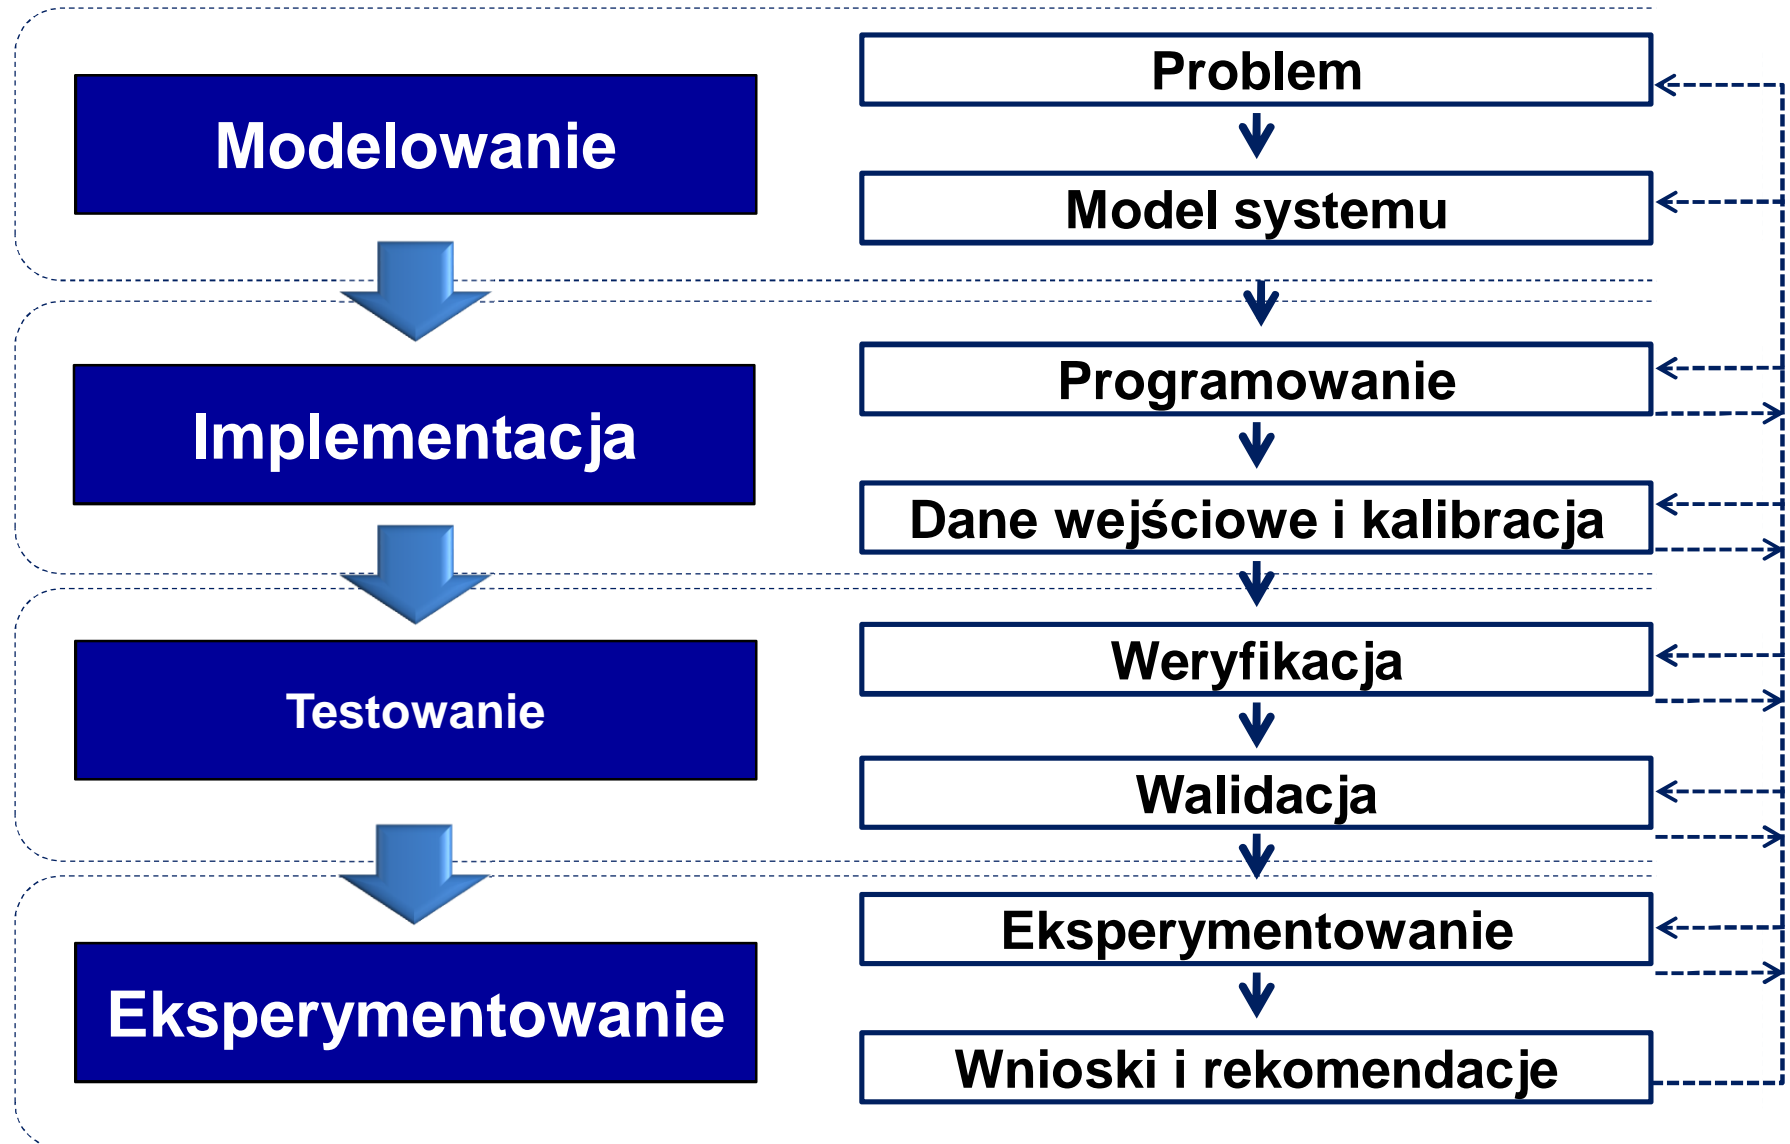 Modelowanie
Problem
Model systemu
Implementacja
Programowanie
Dane wejściowe i kalibracja
Testowanie
Weryfikacja
Walidacja
Eksperymentowanie
Eksperymentowanie
Wnioski i rekomendacje